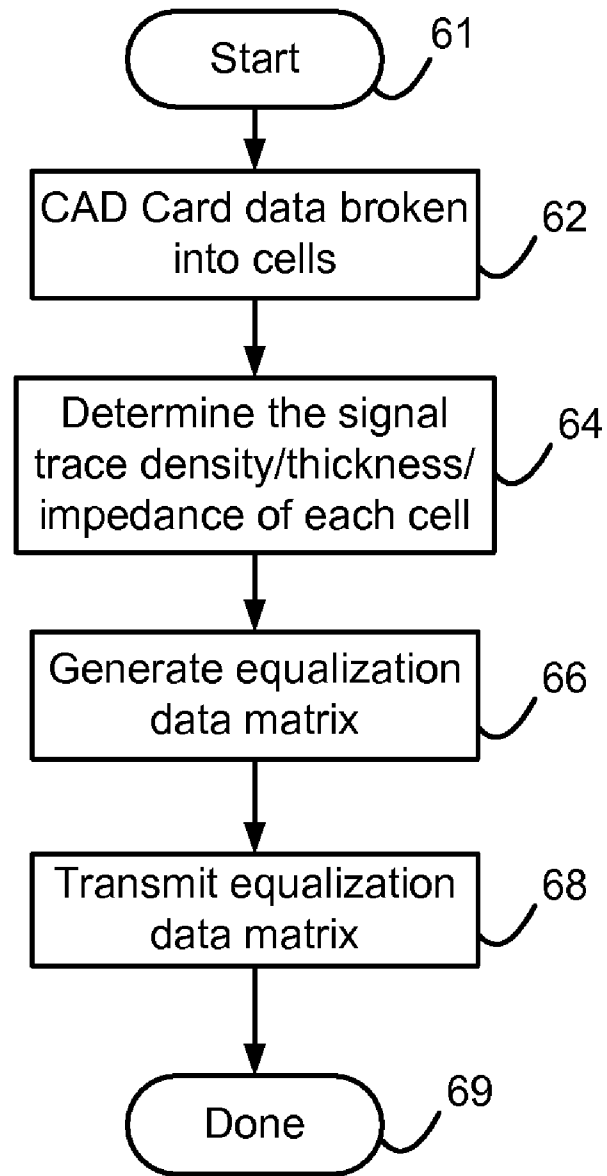 Start
61
CAD Card data broken
into cells
62
Determine the signal
trace density/thickness/
impedance of each cell
64
Generate equalization
data matrix
66
Transmit equalization
data matrix
68
Done
69